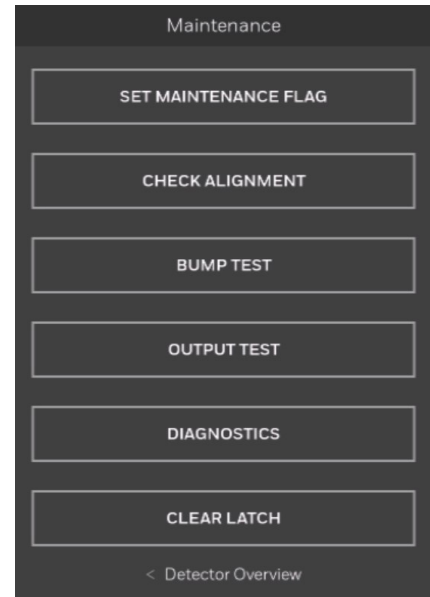 Maintenance
SET MAINTENANCE FLAG
CHECK ALIGNMENT
BUMP TEST
OUTPUT TEST
DIAGNOSTICS
CLEAR LATCH
< Detector Overview